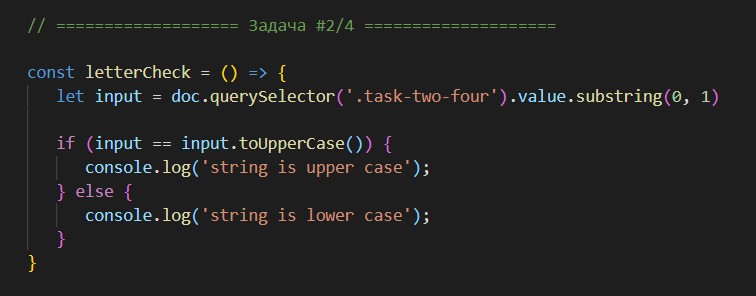 // =================== Задача #2/4 ====================
const letterCheck = () => {
let input = doc.querySelector('.task-two-four').value.substring(0, 1)
if (input == input.toUpperCase()) {
console.log('string is upper case');
} else {
console.log('string is lower case');
}
}